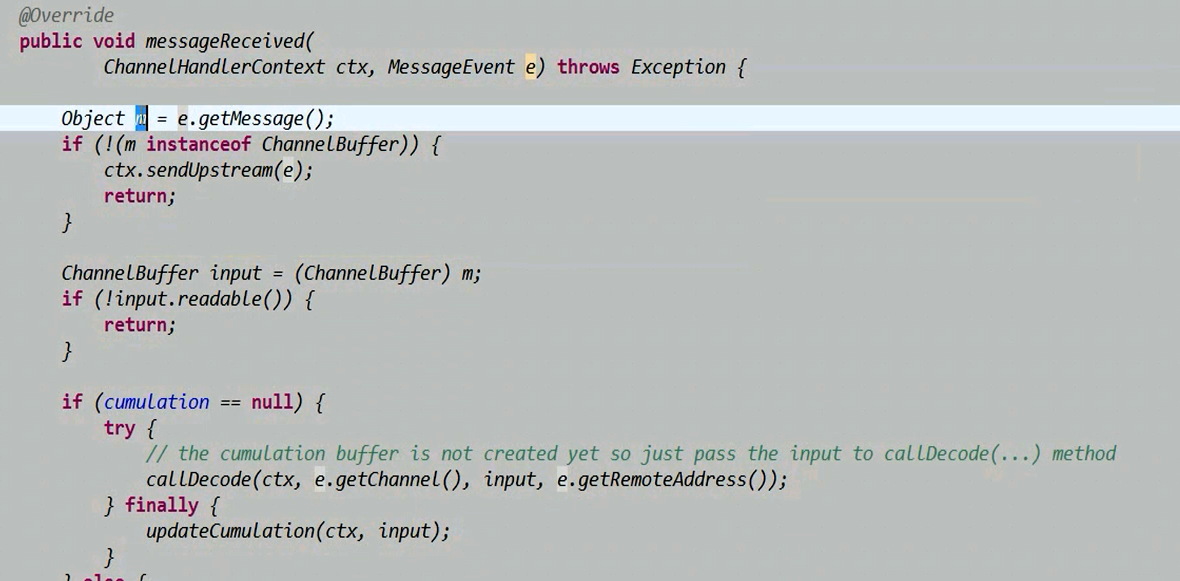 @Override
public void messageReceived(
ChannelHandlerContext ctx, MessageEvent e) throws Exception {
Object m = e.getMessage();
if (!(m instanceof ChannelBuffer)) {
ctx.sendUpstream(e);
return;
}
ChannelBuffer input = (ChannelBuffer) m;
if (!input.readable()) {
return;
}
if (cumulation == null) {
try {
// the cumulation buffer is not created yet so just pass the input to callDecode(...) method
callDecode(ctx, e.getChannel(), input, e.getRemoteAddress());
} finally {
updateCumulation(ctx, input);
}
} else {